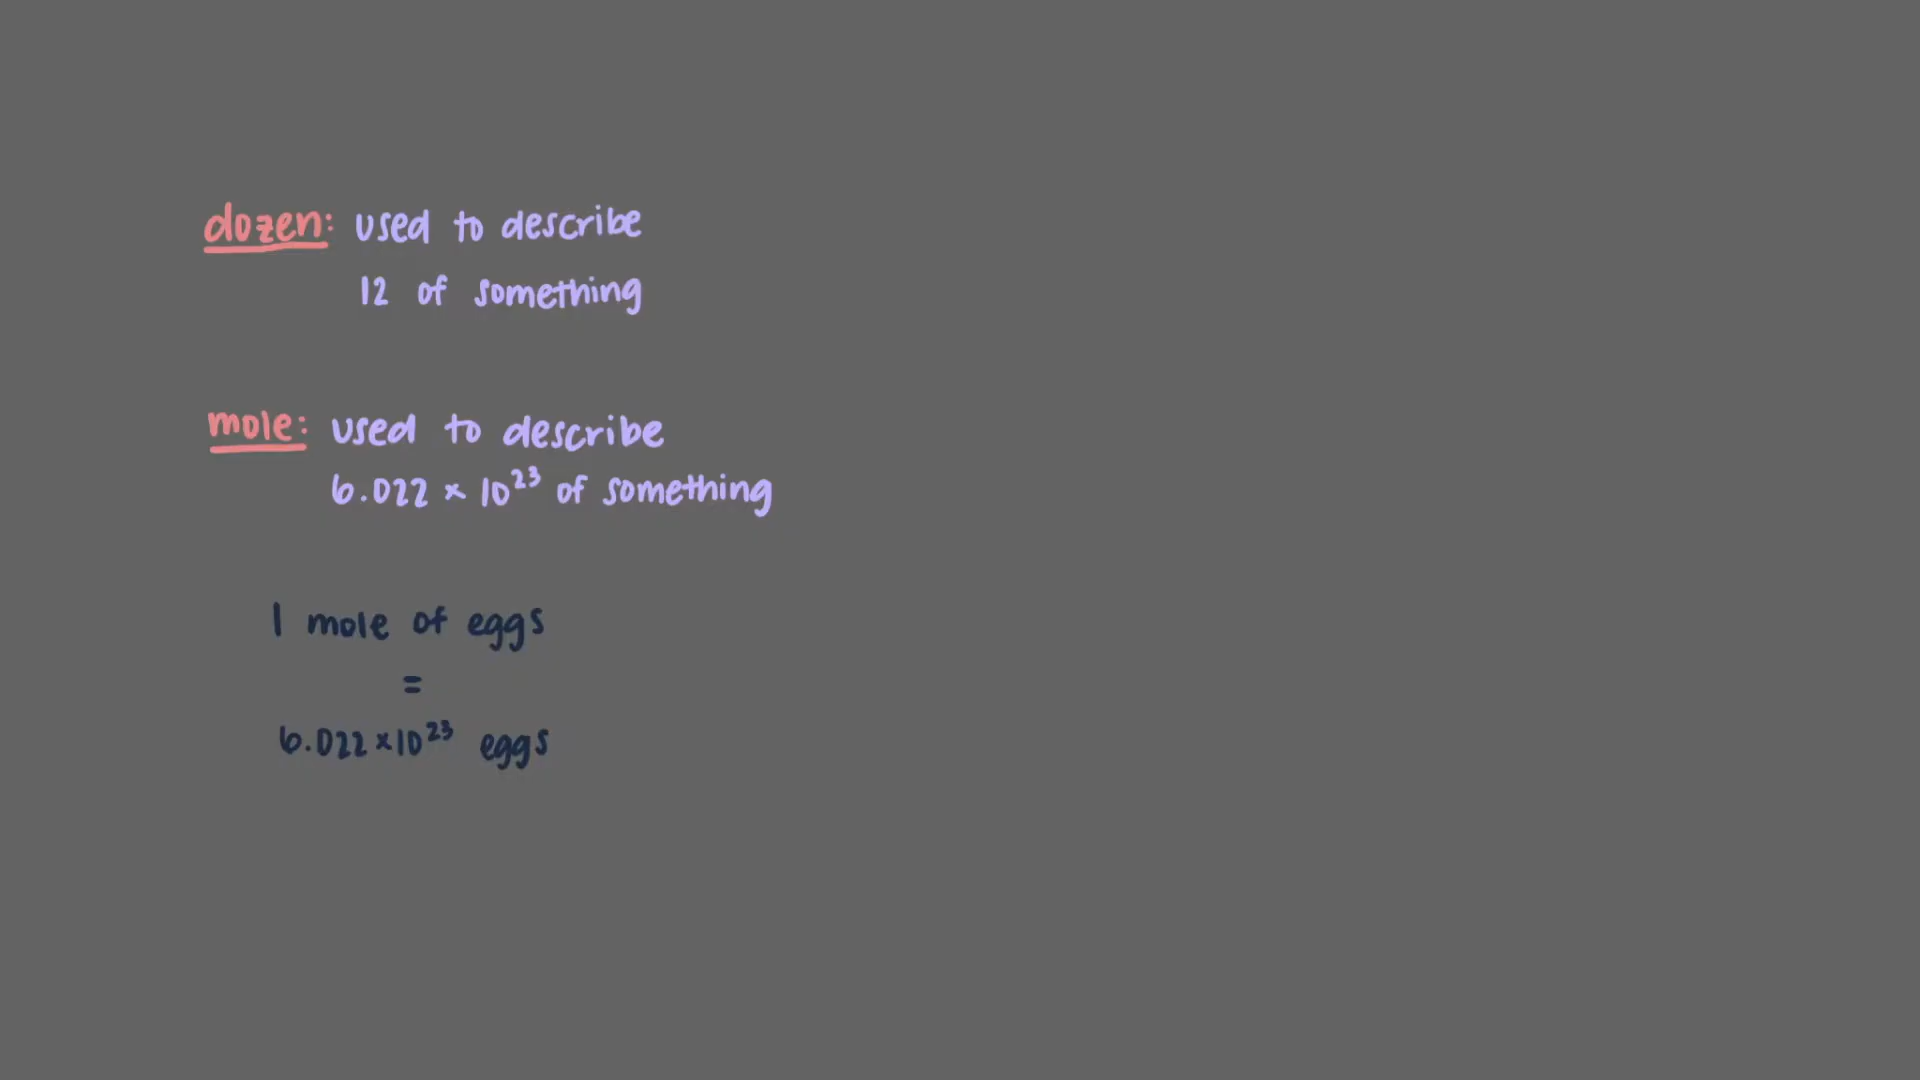 dozen: used to describe
12 of something
mole: used to describe
6.022 × 10²³ of something
1 mole of eggs
=
6.022 × 10²³ eggs